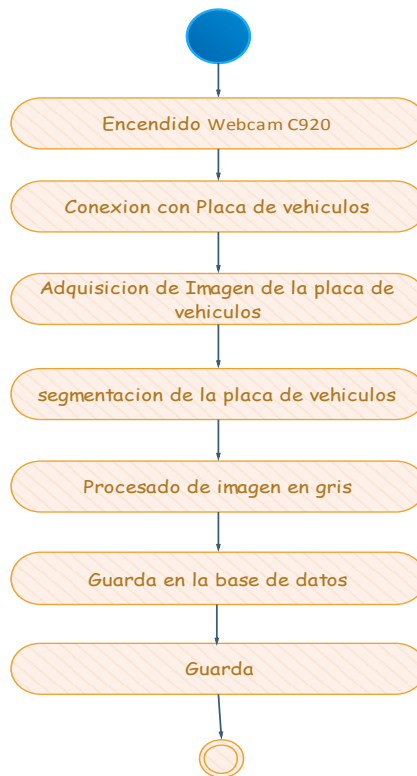 Encendido Webcam C920
Conexion con Placa de vehiculos
Adquisicion de Imagen de la placa de
vehiculos
segmentacion de la placa de vehiculos
Procesado de imagen en gris
Guarda en la base de datos
Guarda